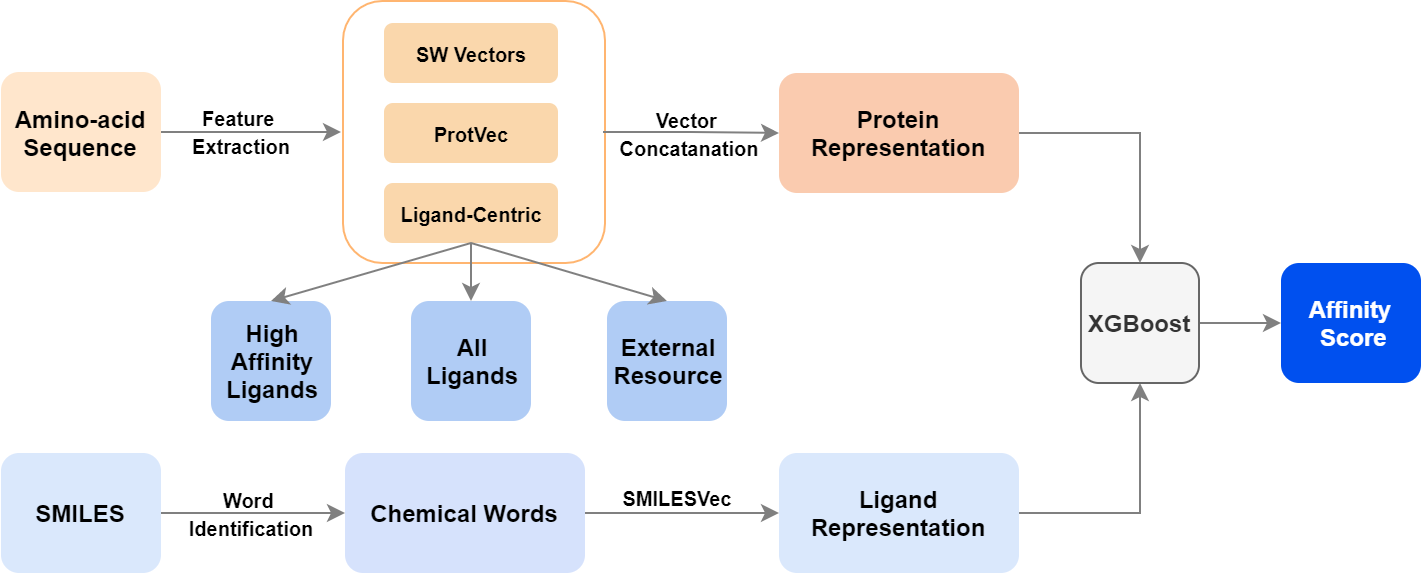 Amino-acid
Sequence
Feature
Extraction
SW Vectors
ProtVec
Ligand-Centric
Vector
Concatanation
Protein
Representation
High
Affinity
Ligands
All
Ligands
External
Resource
XGBoost
Affinity
Score
SMILES
Word
Identification
Chemical Words
SMILESVec
Ligand
Representation